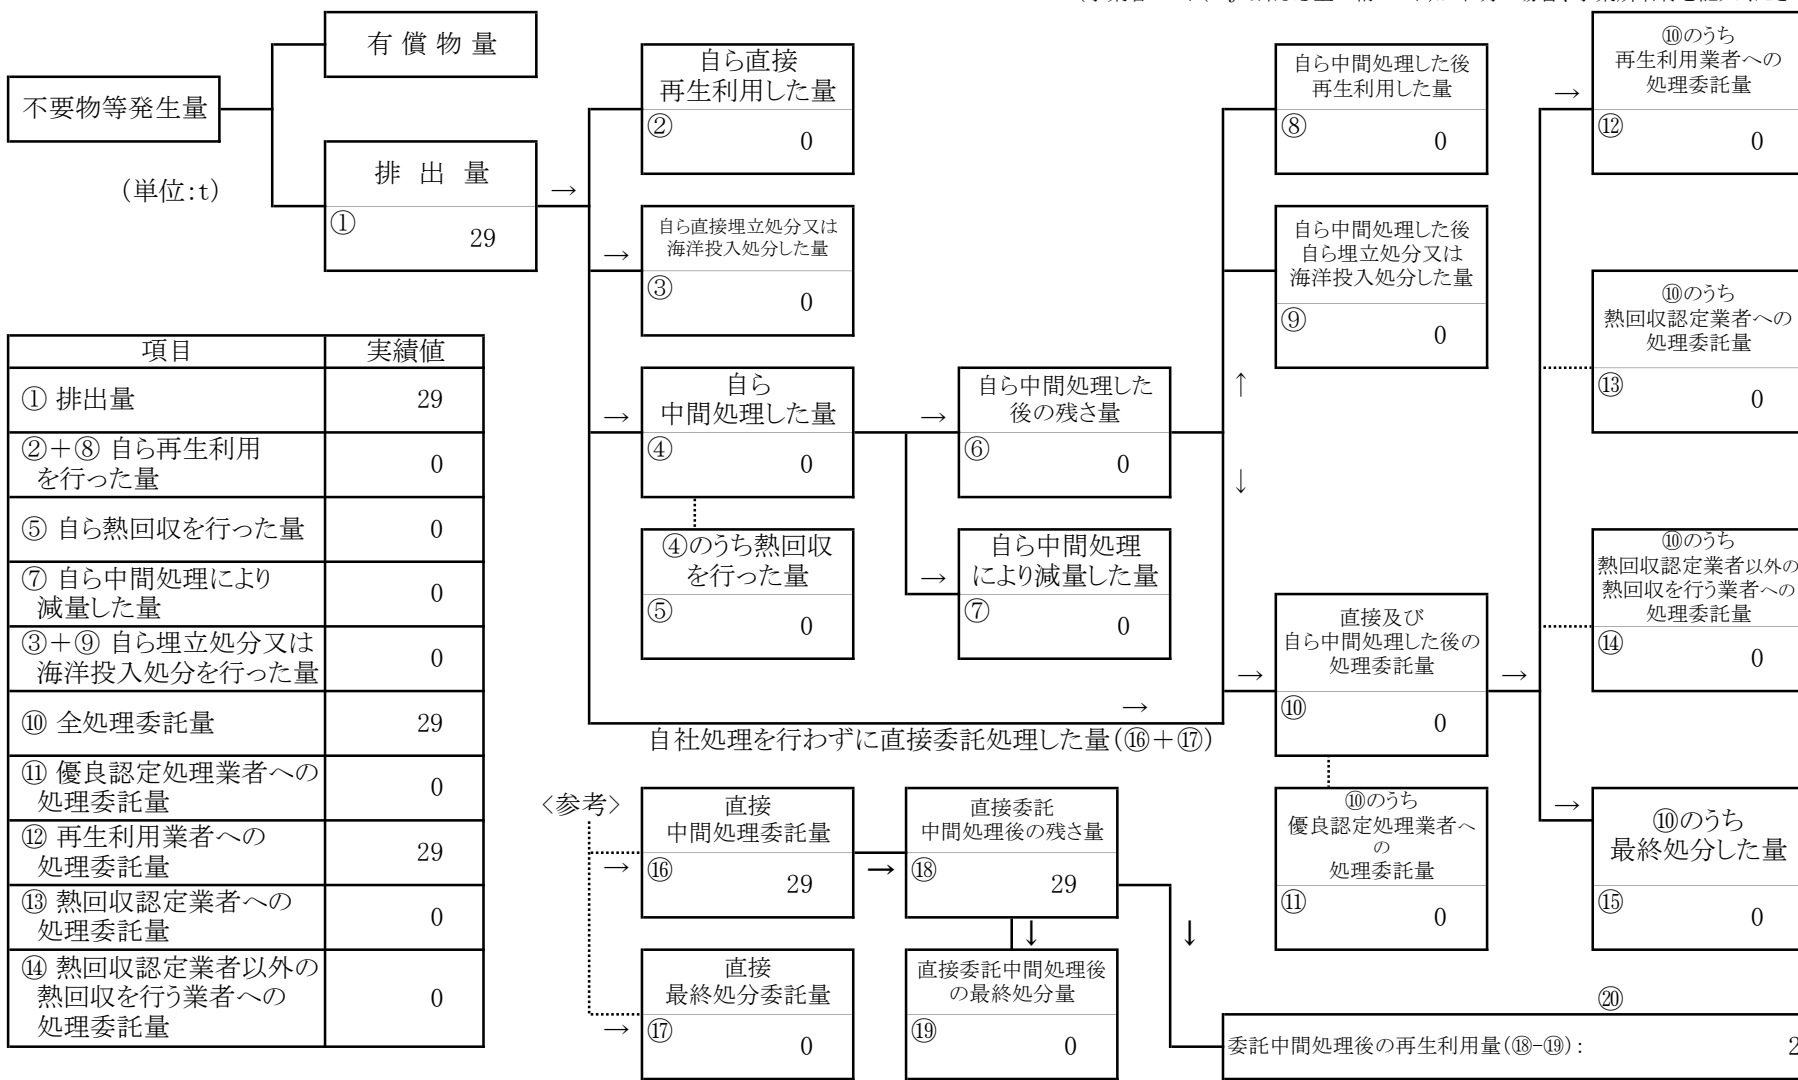 有 償 物 量
不要物等発生量
(単位:t)
排 出 量
①
29
→
自ら直接
再生利用した量
②
0
→
自ら直接埋立処分又は
海洋投入処分した量
③
0
→
自ら
中間処理した量
④
0
④のうち熱回収
を行った量
⑤
0
→
自ら中間処理した
後の残さ量
⑥
0
→
自ら中間処理
により減量した量
⑦
0
自ら中間処理した後
再生利用した量
⑧
0
自ら中間処理した後
自ら埋立処分又は
海洋投入処分した量
⑨
0
↑
↓
→
自社処理を行わずに直接委託処理した量(⑯+⑰)
→
直接及び
自ら中間処理した後の
処理委託量
⑩
0
⑩のうち
優良認定処理業者へ
の
処理委託量
⑪
0
→
→
⑩のうち
再生利用業者への
処理委託量
⑫
0
⑩のうち
熱回収認定業者への
処理委託量
⑬
0
⑩のうち
熱回収認定業者以外の
熱回収を行う業者への
処理委託量
⑭
0
→
⑩のうち
最終処分した量
⑮
0
項目 実績値
① 排出量 29
②+⑧ 自ら再生利用
を行った量 0
⑤ 自ら熱回収を行った量 0
⑦ 自ら中間処理により
減量した量 0
③+⑨ 自ら埋立処分又は
海洋投入処分を行った量 0
⑩ 全処理委託量 29
⑪ 優良認定処理業者への
処理委託量 0
⑫ 再生利用業者への
処理委託量 29
⑬ 熱回収認定業者への
処理委託量 0
⑭ 熱回収認定業者以外の
熱回収を行う業者への
処理委託量 0
〈参考〉
→
直接
中間処理委託量
⑯
29
→
直接委託
中間処理後の残さ量
⑱
29
↓
↓
→
直接
最終処分委託量
⑰
0
直接委託中間処理後
の最終処分量
⑲
0
⑳
委託中間処理後の再生利用量(⑱-⑲):